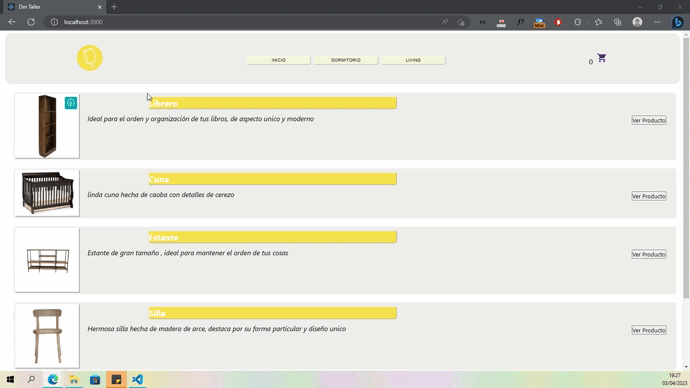 Dm Taller
localhost:3000
INICIO
DORMITORIO
LIVING
0
Librero
Ideal para el orden y organización de tus libros, de aspecto unico y moderno
Ver Producto
Cuna
linda cuna hecha de caoba con detalles de cerezo
Ver Producto
Estante
Estante de gran tamaño , ideal para mantener el orden de tus cosas
Ver Producto
Silla
Hermosa silla hecha de madera de arce, destaca por su forma particular y diseño unico
Ver Producto
19:27
03/04/2023